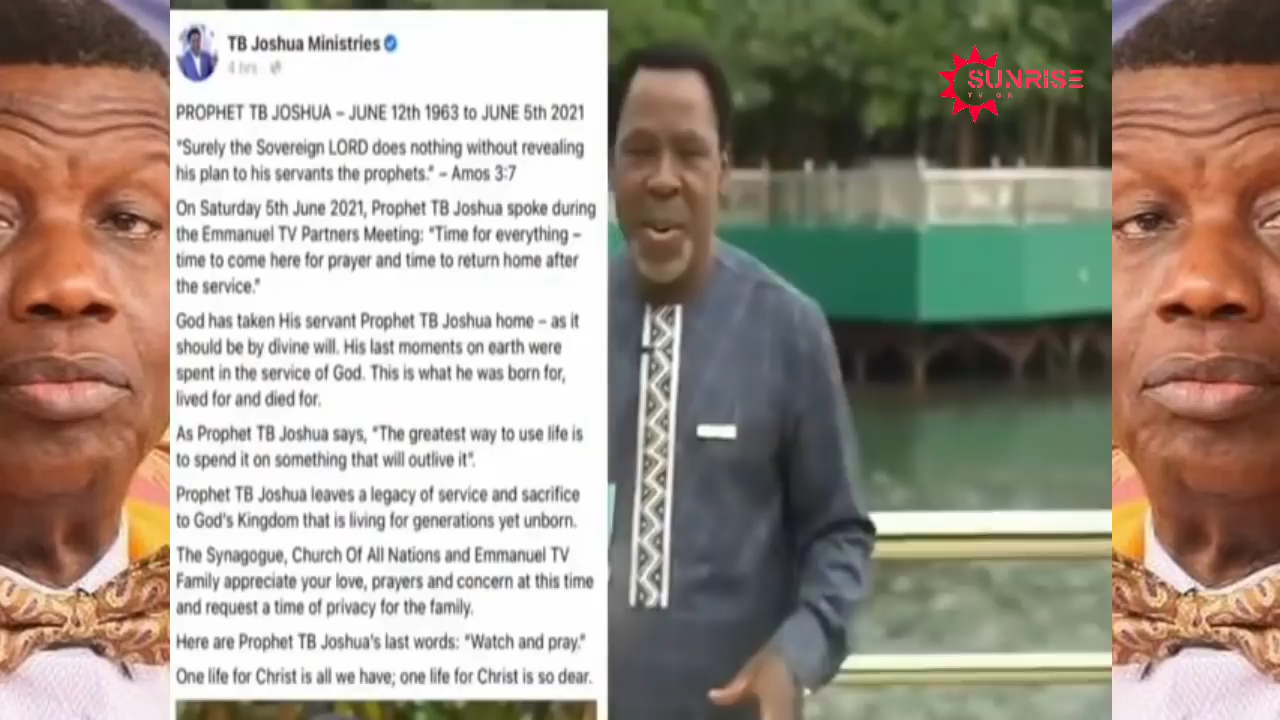 TB Joshua Ministries
4 hrs
PROPHET TB JOSHUA – JUNE 12th 1963 to JUNE 5th 2021
"Surely the Sovereign LORD does nothing without revealing
his plan to his servants the prophets." – Amos 3:7
On Saturday 5th June 2021, Prophet TB Joshua spoke during
the Emmanuel TV Partners Meeting: "Time for everything –
time to come here for prayer and time to return home after
the service."
God has taken His servant Prophet TB Joshua home – as it
should be by divine will. His last moments on earth were
spent in the service of God. This is what he was born for,
lived for and died for.
As Prophet TB Joshua says, "The greatest way to use life is
to spend it on something that will outlive it".
Prophet TB Joshua leaves a legacy of service and sacrifice
to God's Kingdom that is living for generations yet unborn.
The Synagogue, Church Of All Nations and Emmanuel TV
Family appreciate your love, prayers and concern at this time
and request a time of privacy for the family.
Here are Prophet TB Joshua's last words: "Watch and pray."
One life for Christ is all we have; one life for Christ is so dear.
SUNRISE
TV GH